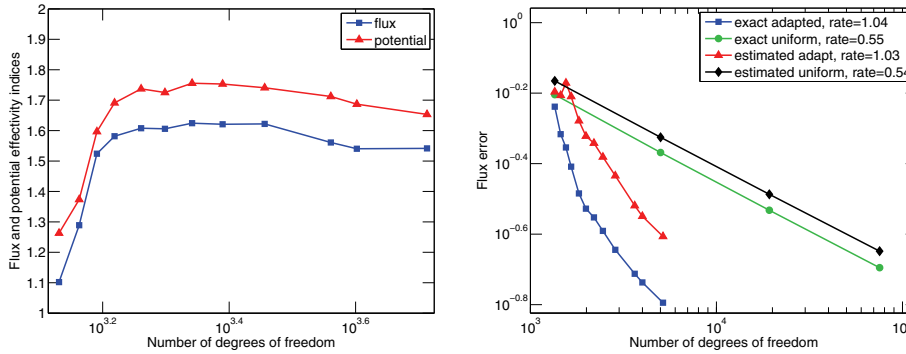 2
1.9
1.8
1.7
1.6
1.5
1.4
1.3
1.2
1.1
1
Flux and potential effectivity indices
flux
potential
10^3.2
10^3.4
10^3.6
Number of degrees of freedom
10^0
10^−0.2
10^−0.4
10^−0.6
10^−0.8
Flux error
exact adapted, rate=1.04
exact uniform, rate=0.55
estimated adapt, rate=1.03
estimated uniform, rate=0.54
10^3
10^4
Number of degrees of freedom